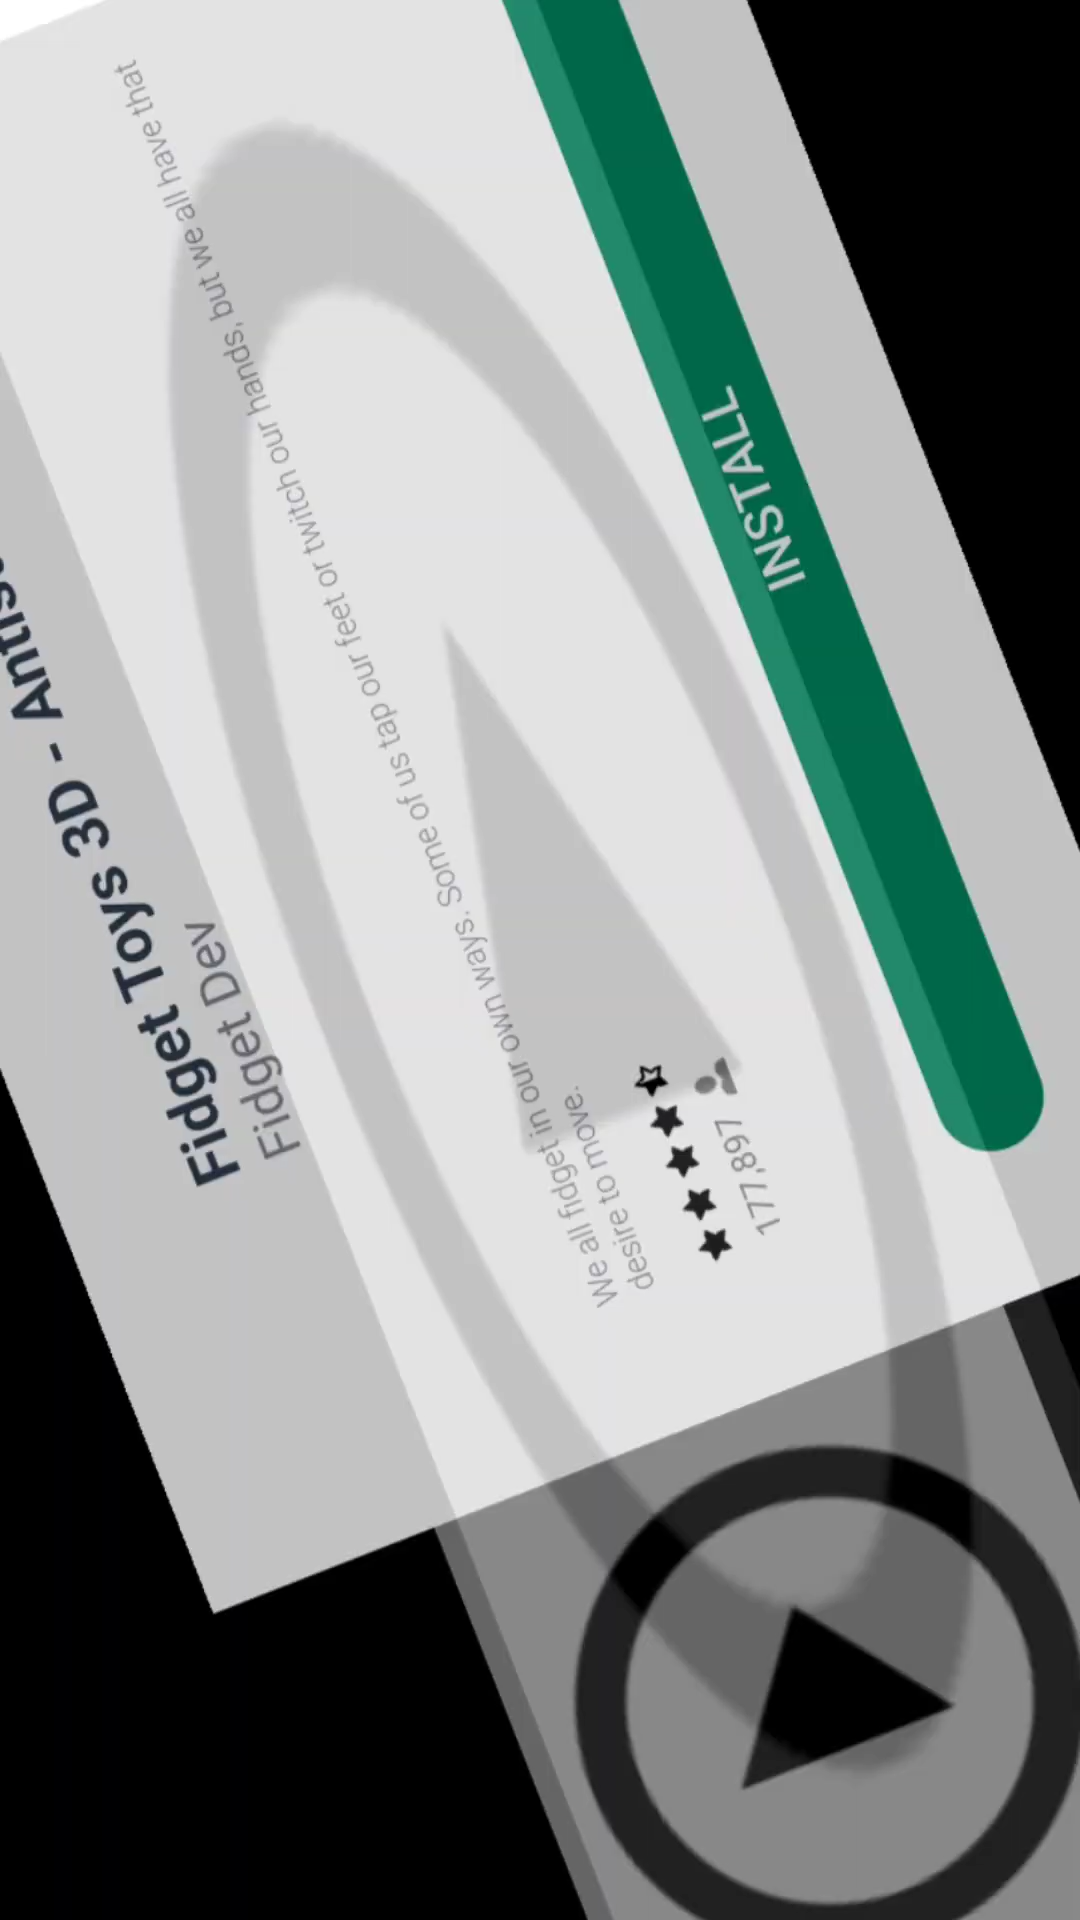 Fidget Toys 3D -
Fidget Dev
We all fidget in our own ways. Some of us tap our feet or twitch our hands, but we all have that
desire to move.
177,897
INSTALL